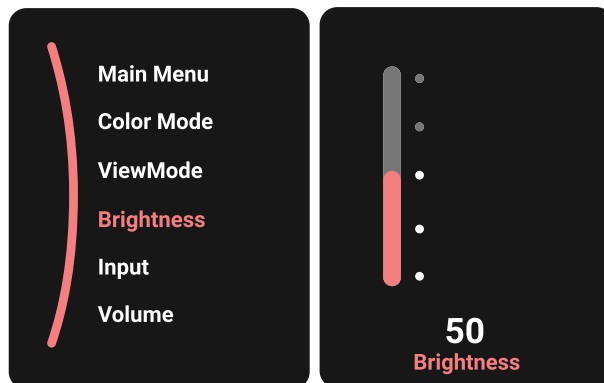 Main Menu
Color Mode
ViewMode
Brightness
Input
Volume
50
Brightness